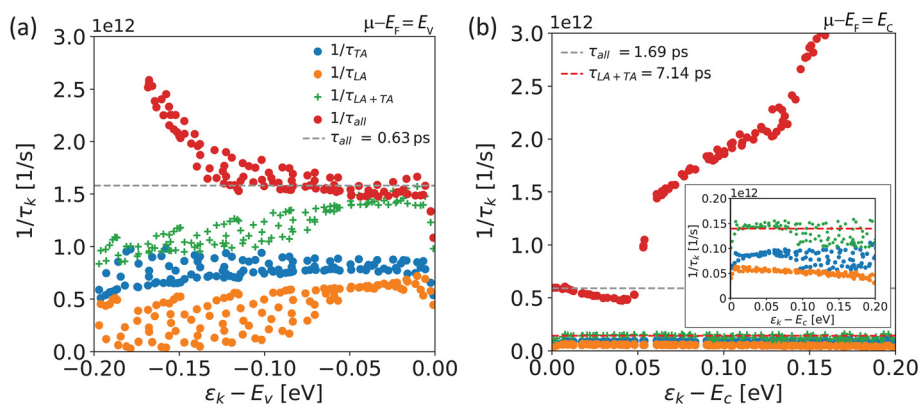 (a)
1e12
μ−E_F = E_V
3.0
2.5
2.0
1.5
1.0
0.5
0.0
1/τ_k [1/s]
1/τ_TA
1/τ_LA
1/τ_LA+TA
1/τ_all
τ_all = 0.63 ps
−0.20 −0.15 −0.10 −0.05 0.00
ε_k − E_v [eV]
(b)
1e12
μ−E_F = E_C
3.0
2.5
2.0
1.5
1.0
0.5
0.0
1/τ_k [1/s]
τ_all = 1.69 ps
τ_LA+TA = 7.14 ps
1e12
0.20
0.15
0.10
0.05
0.00
1/τ_k [1/s]
0 0.05 0.10 0.15 0.20
ε_k − E_c [eV]
0.00 0.05 0.10 0.15 0.20
ε_k − E_c [eV]